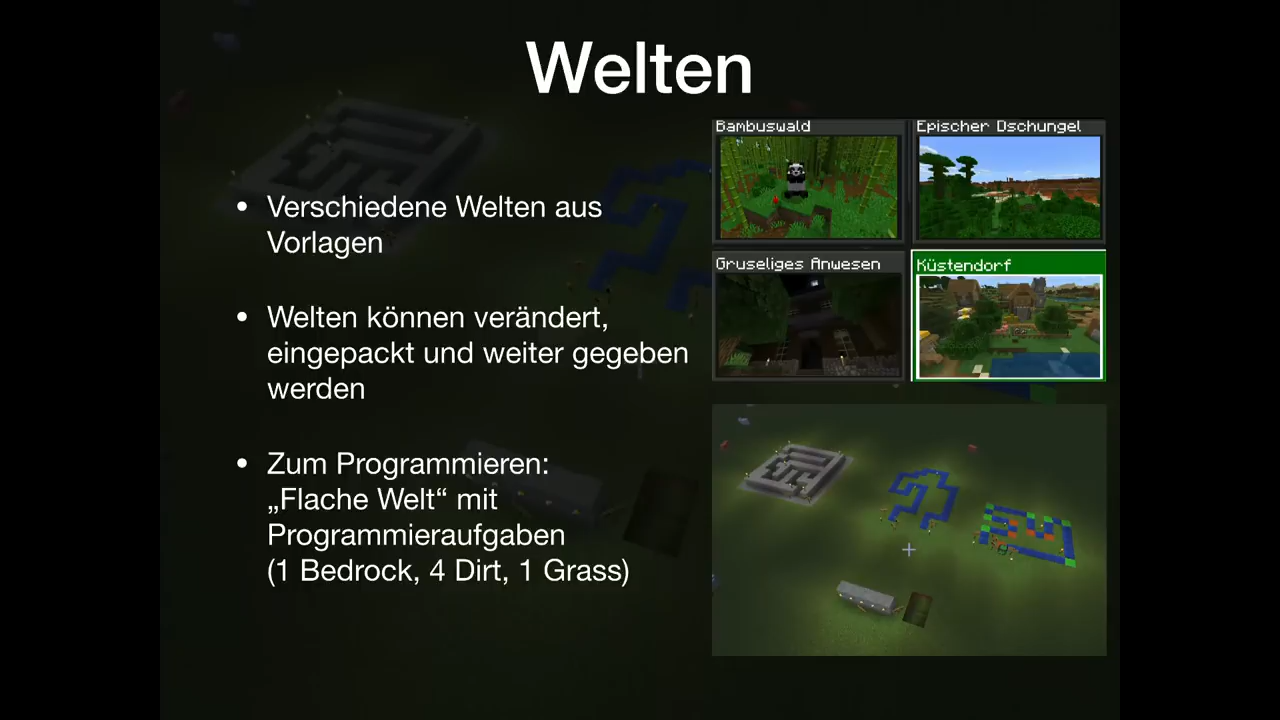 Welten
• Verschiedene Welten aus
Vorlagen
• Welten können verändert,
eingepackt und weiter gegeben
werden
• Zum Programmieren:
„Flache Welt“ mit
Programmieraufgaben
(1 Bedrock, 4 Dirt, 1 Grass)
Bambuswald
Epischer Dschungel
Gruseliges Anwesen
Küstendorf